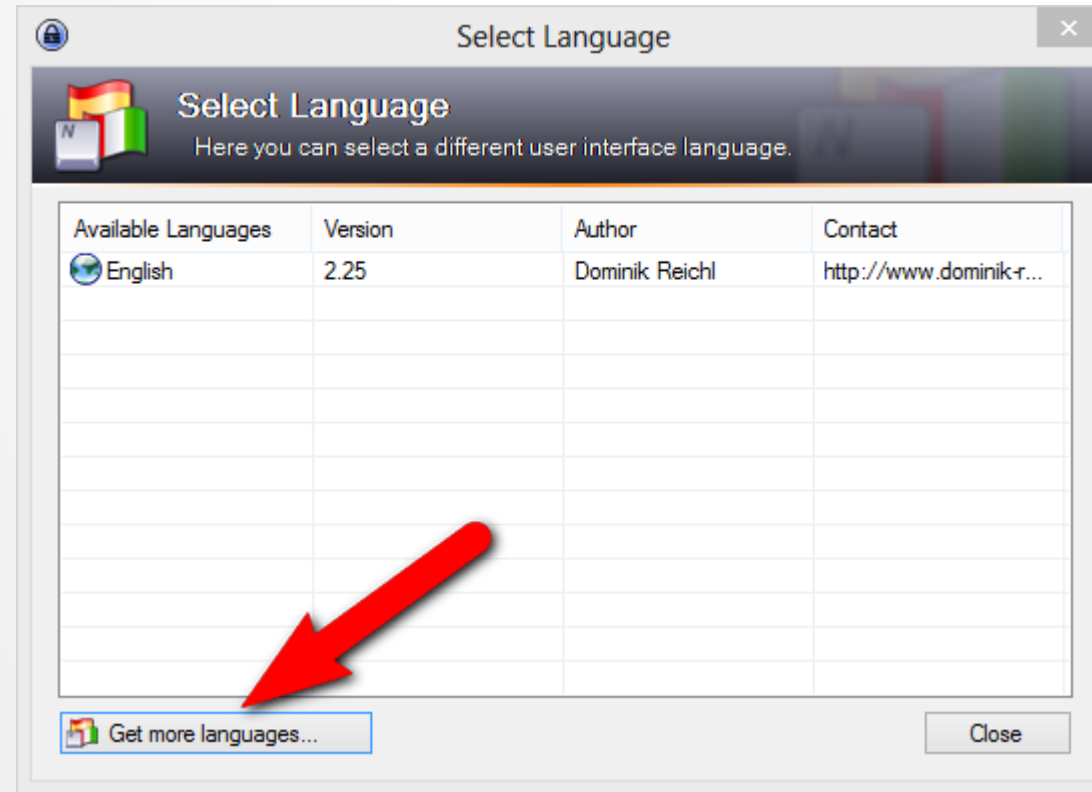 Select Language
Select Language
Here you can select a different user interface language.
Available Languages Version Author Contact
English 2.25 Dominik Reichl http://www.dominik-r...
Get more languages... Close